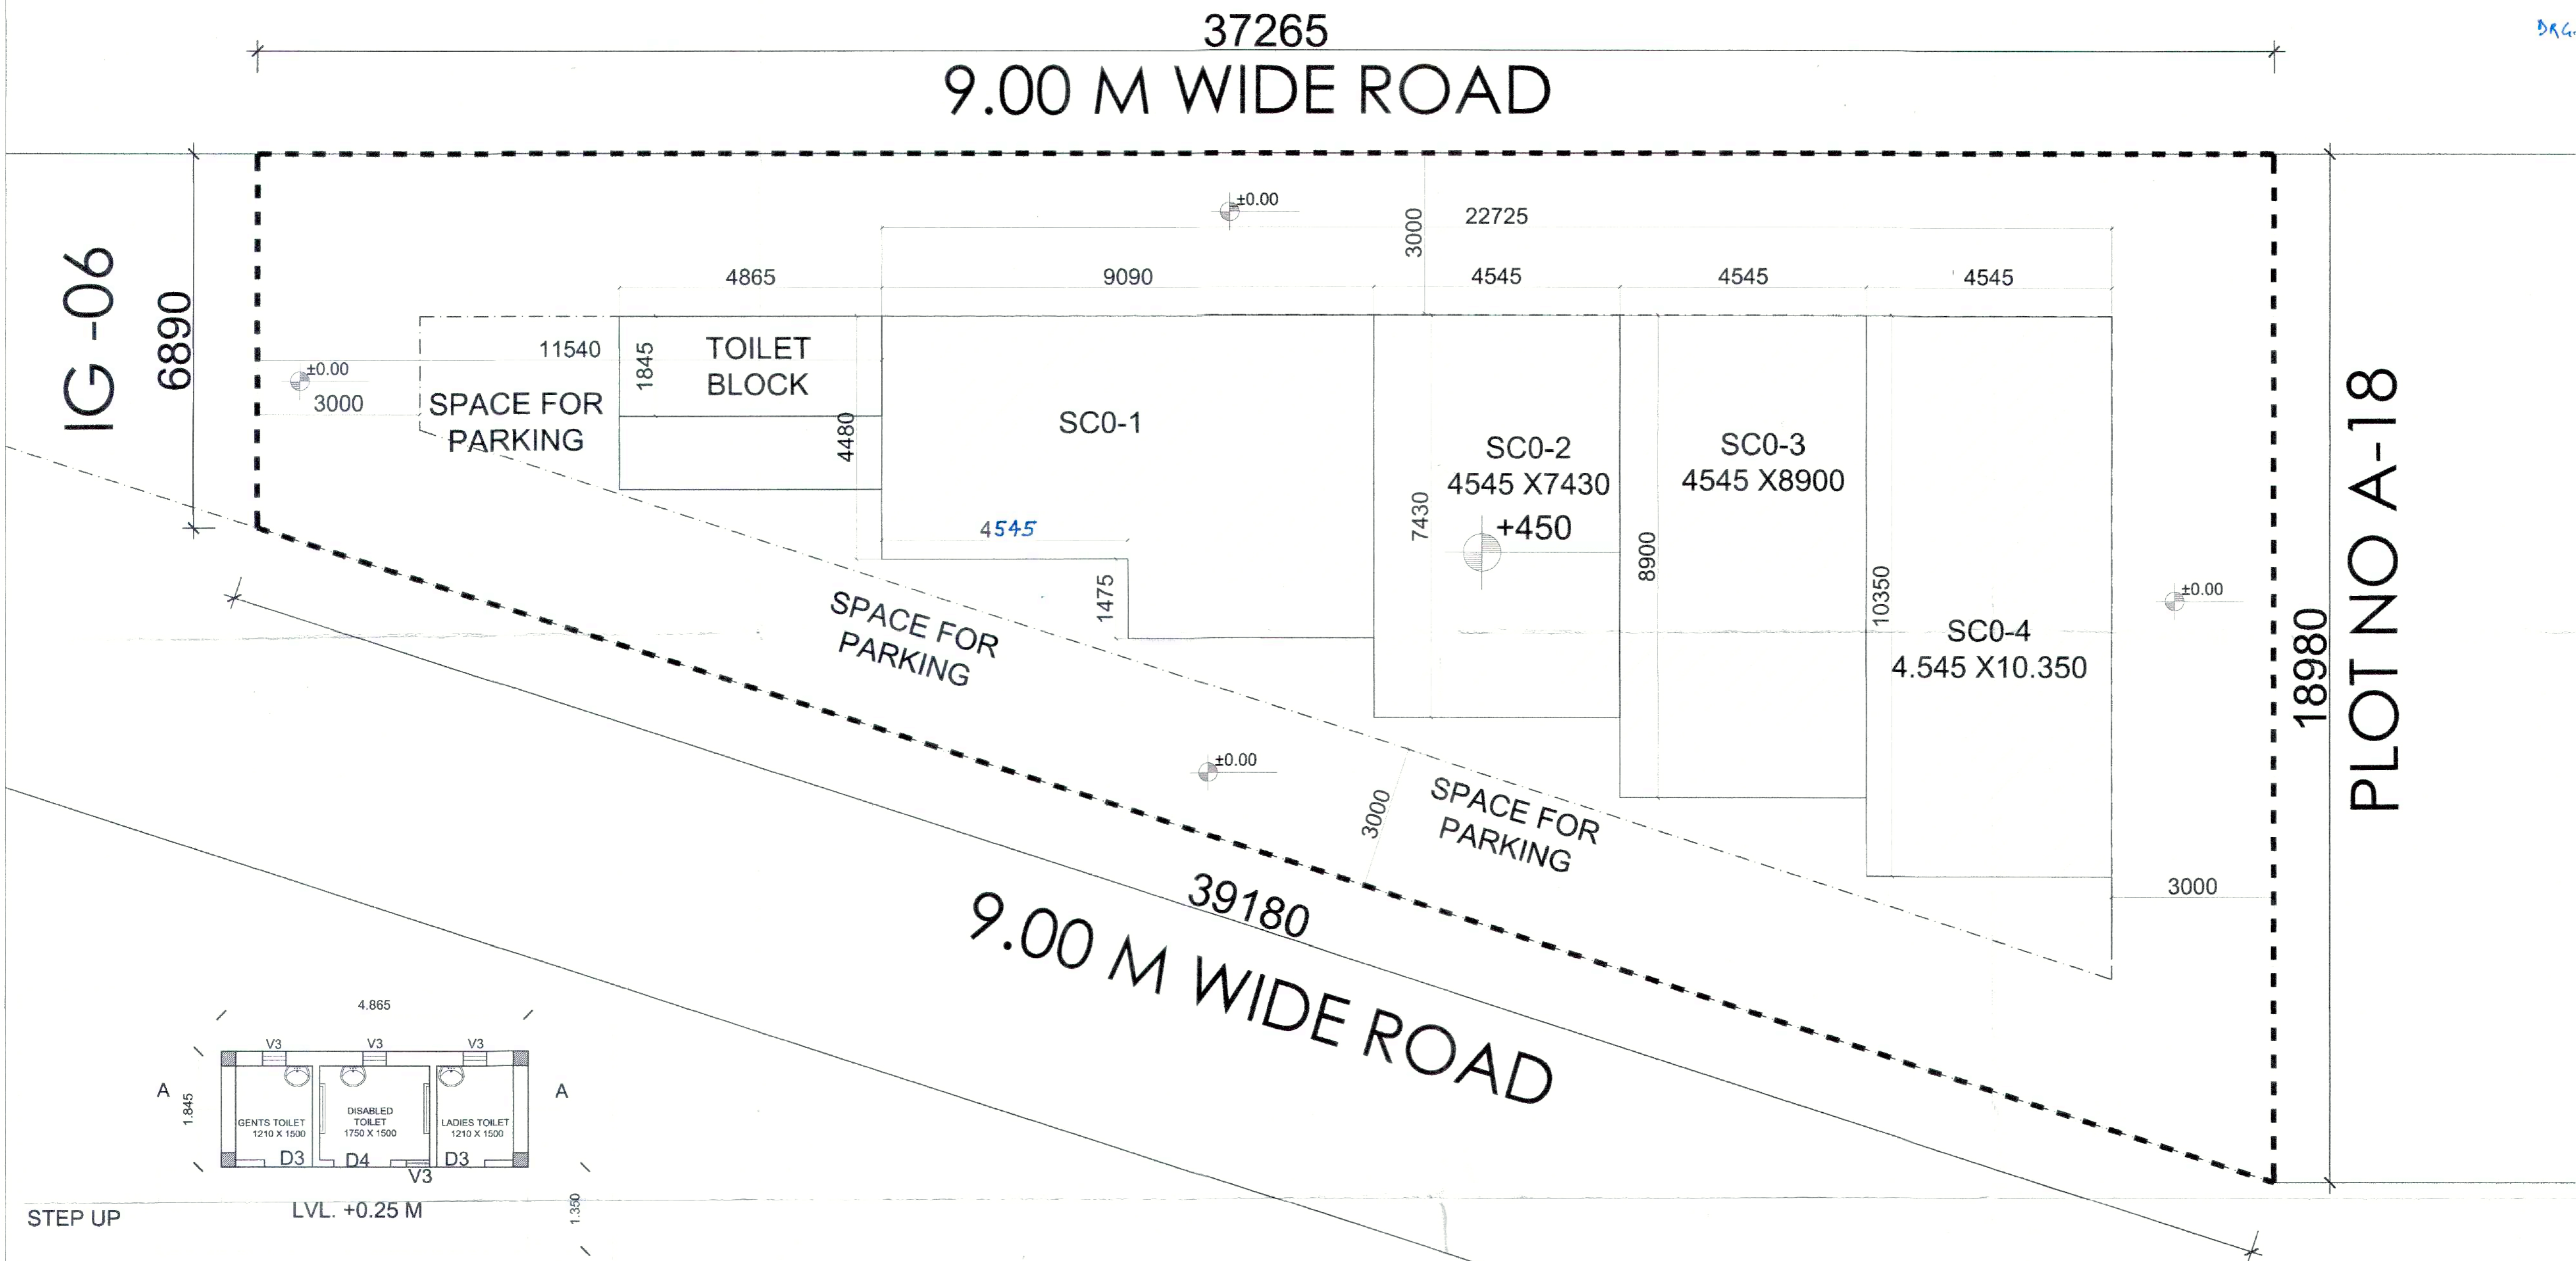 37265
DRG.
9.00 M WIDE ROAD
±0.00
3000
22725
4865
9090
4545
4545
4545
IG -06
6890
11540
±0.00
3000
SPACE FOR
PARKING
1845
TOILET
BLOCK
4480
SC0-1
4545
1475
SC0-2
4545 X7430
+450
7430
SC0-3
4545 X8900
8900
10350
SC0-4
4.545 X10.350
±0.00
3000
18980
PLOT NO A-18
SPACE FOR
PARKING
±0.00
3000
SPACE FOR
PARKING
39180
9.00 M WIDE ROAD
4.865
V3
V3
V3
A
A
1.845
GENTS TOILET
1210 X 1500
DISABLED
TOILET
1750 X 1500
LADIES TOILET
1210 X 1500
D3
D4
D3
V3
STEP UP
LVL. +0.25 M
1.350